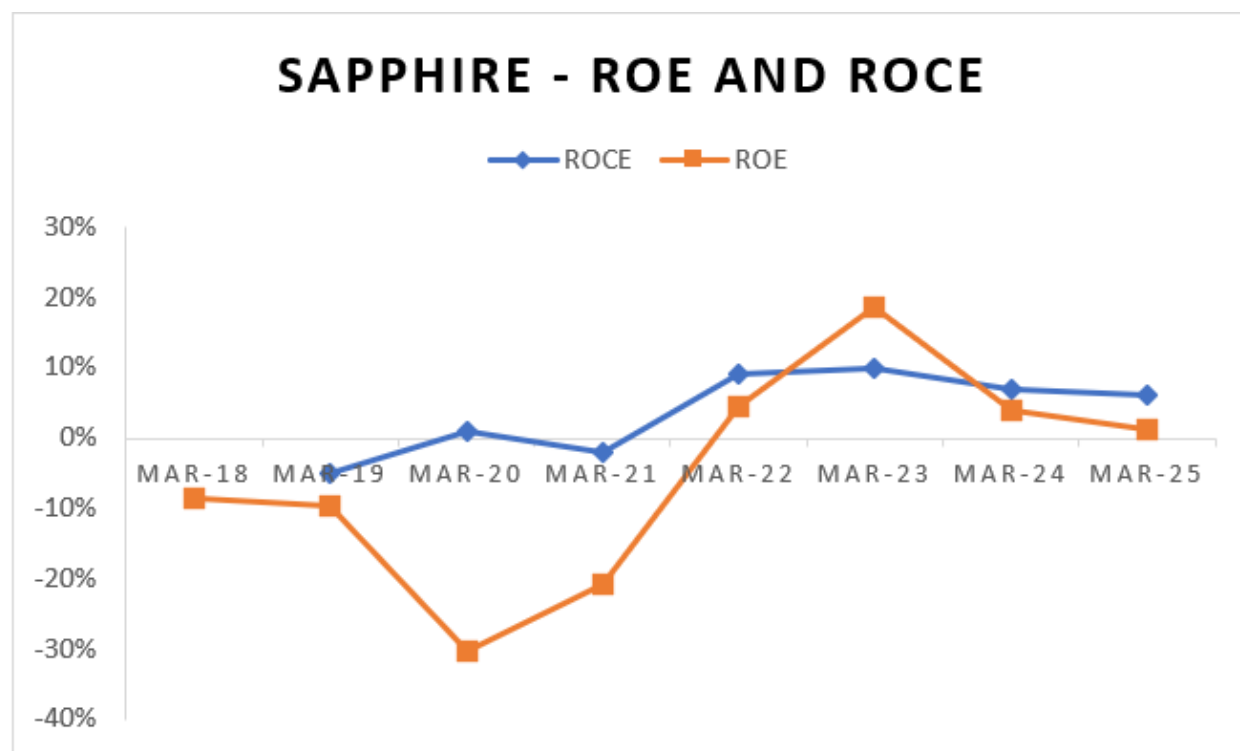 SAPPHIRE - ROE AND ROCE
ROCE ROE
30%
20%
10%
0%
MAR-18 MAR-19 MAR-20 MAR-21 MAR-22 MAR-23 MAR-24 MAR-25
-10%
-20%
-30%
-40%